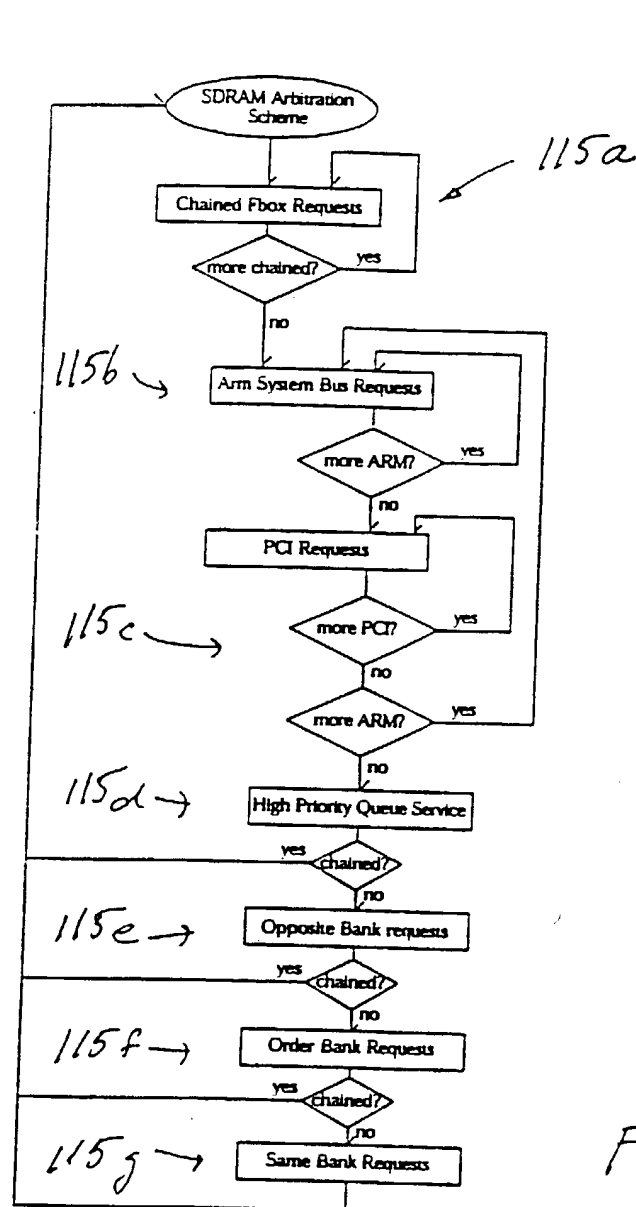 SDRAM Arbitration
Scheme
115a
Chained Fbox Requests
more chained?
yes
no
115b
Arm System Bus Requests
more ARM?
yes
no
PCI Requests
115c
more PCI?
yes
no
more ARM?
yes
no
115d
High Priority Queue Service
yes
chained?
no
115e
Opposite Bank requests
yes
chained?
no
115f
Order Bank Requests
yes
chained?
no
115g
Same Bank Requests
F